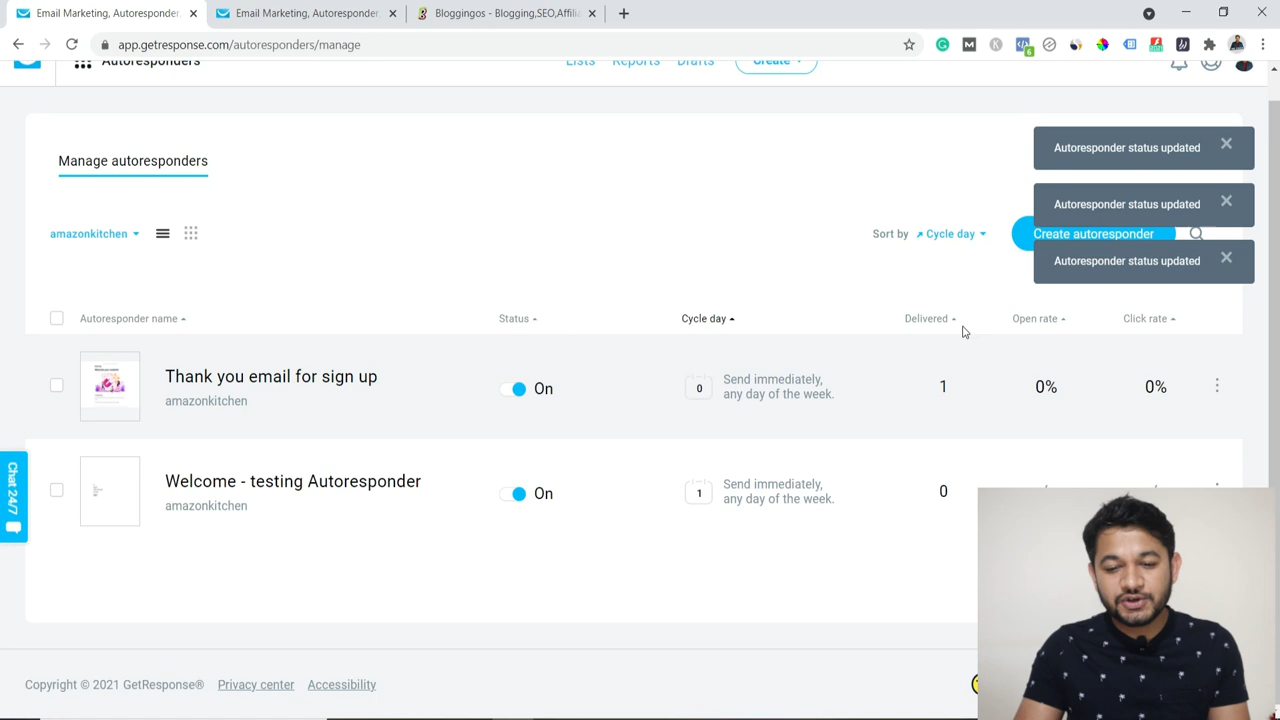 Email Marketing, Autoresponder
Email Marketing, Autoresponder
Bloggingos - Blogging,SEO,Affili
app.getresponse.com/autoresponders/manage
6
Autoresponders
Lists
Reports
Drafts
Create
Manage autoresponders
Autoresponder status updated
Autoresponder status updated
Autoresponder status updated
amazonkitchen
Sort by
Cycle day
Create autoresponder
Autoresponder name
Status
Cycle day
Delivered
Open rate
Click rate
Thank you email for sign up
amazonkitchen
On
0
Send immediately,
any day of the week.
1
0%
0%
Welcome - testing Autoresponder
amazonkitchen
On
1
Send immediately,
any day of the week.
0
Chat 24/7
Copyright © 2021 GetResponse®
Privacy center
Accessibility